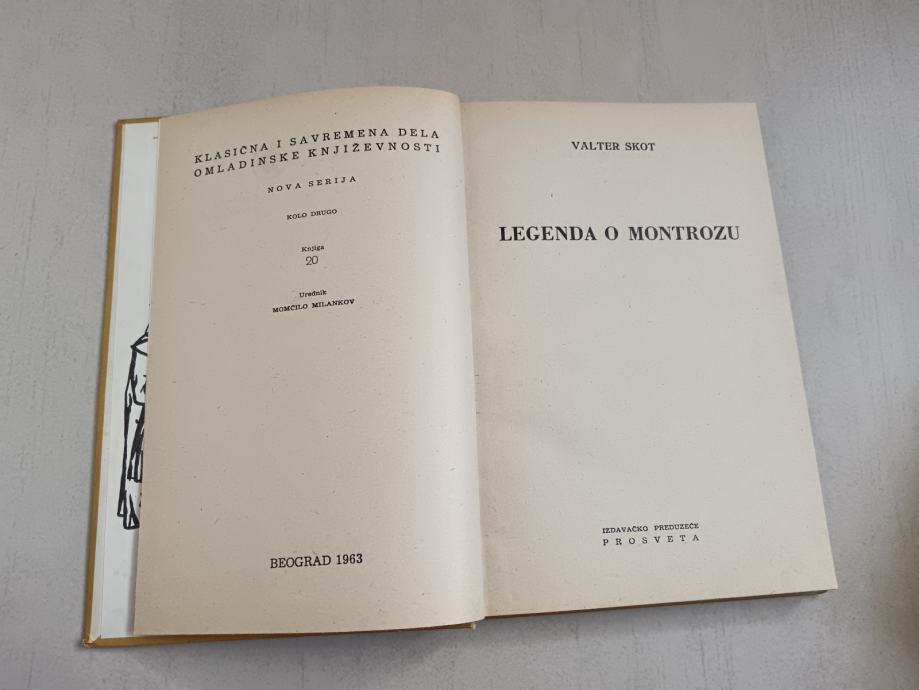 KLASIČNA I SAVREMENA DELA
OMLADINSKE KNJIŽEVNOSTI
NOVA SERIJA
KOLO DRUGO
Knjiga
20
Urednik
MOMČILO MILANKOV
BEOGRAD 1963
VALTER SKOT
LEGENDA O MONTROZU
IZDAVAČKO PREDUZEĆE
PROSVETA